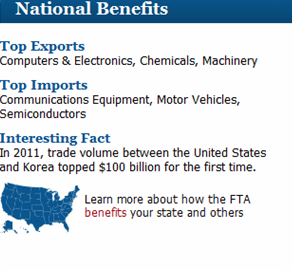 National Benefits
Top Exports
Computers & Electronics, Chemicals, Machinery
Top Imports
Communications Equipment, Motor Vehicles,
Semiconductors
Interesting Fact
In 2011, trade volume between the United States
and Korea topped $100 billion for the first time.
Learn more about how the FTA
benefits your state and others